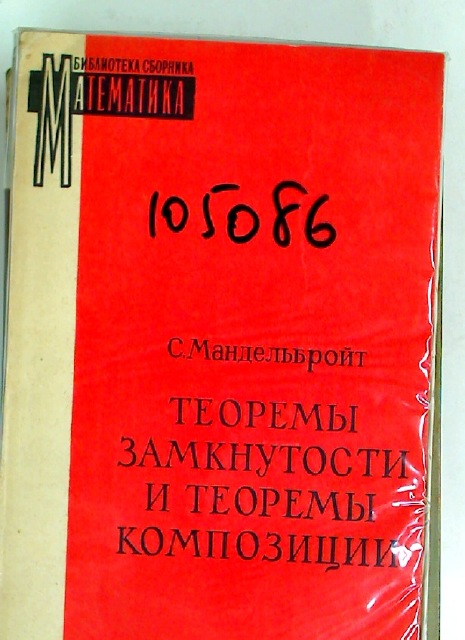 БИБЛИОТЕКА СБОРНИКА
МАТЕМАТИКА
105086
С. Мандельбройт
ТЕОРЕМЫ
ЗАМКНУТОСТИ
И ТЕОРЕМЫ
КОМПОЗИЦИИ